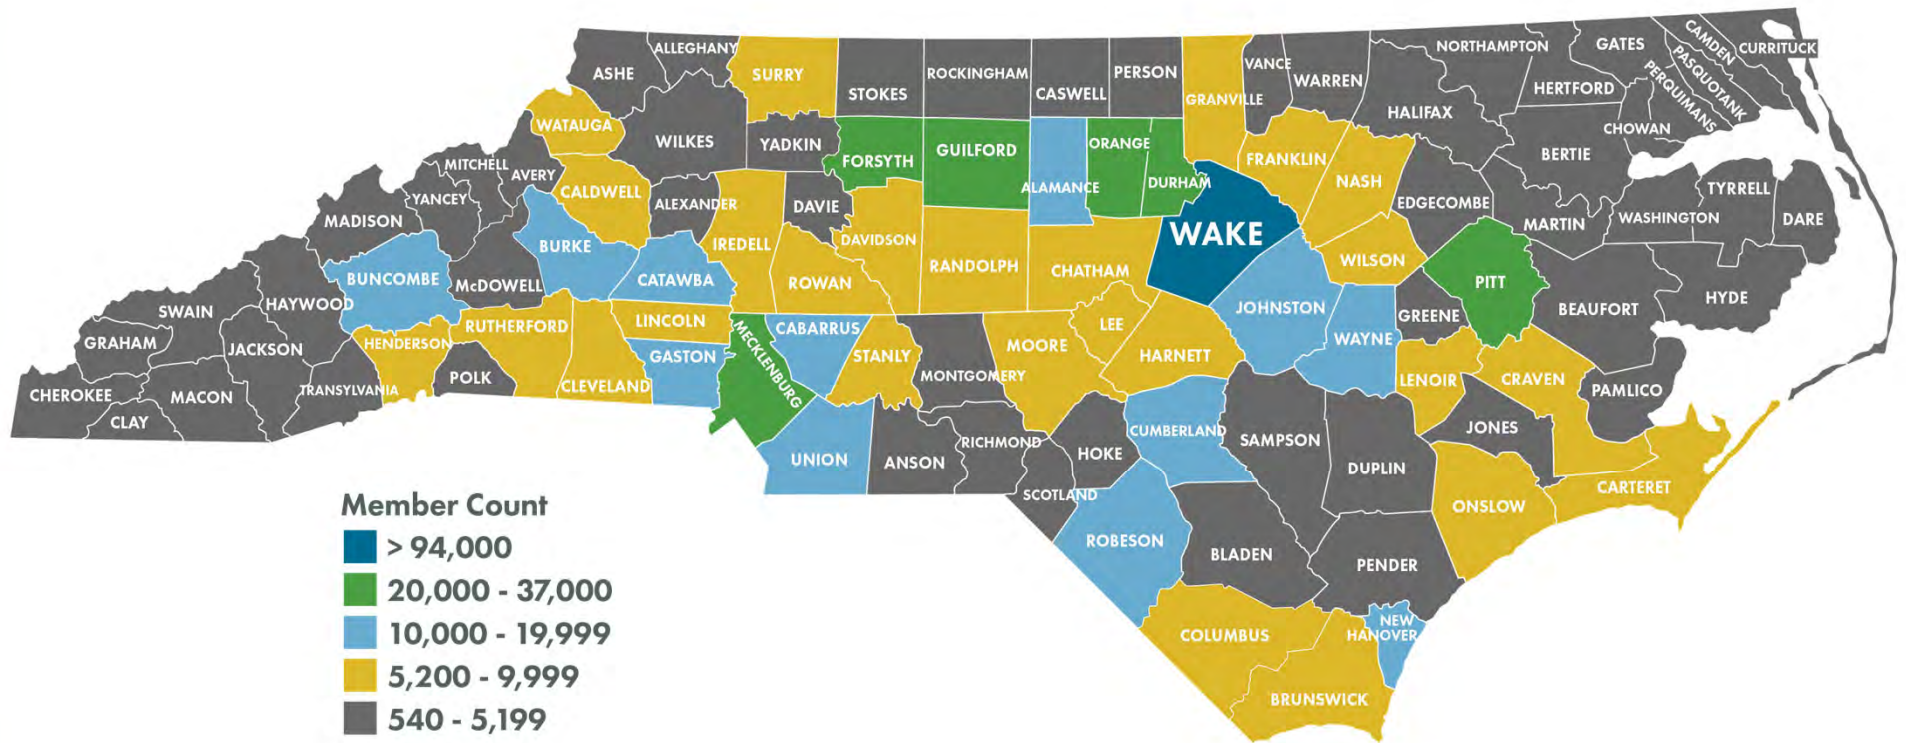 CURRITUCK
CAMDEN
PASQUOTANK
PERQUIMANS
GATES
NORTHAMPTON
HERTFORD
CHOWAN
ALLEGHANY
ASHE
SURRY
STOKES
ROCKINGHAM
CASWELL
PERSON
GRANVILLE
VANCE
WARREN
HALIFAX
BERTIE
WATAUGA
WILKES
YADKIN
FORSYTH
GUILFORD
ALAMANCE
ORANGE
DURHAM
FRANKLIN
NASH
EDGECOMBE
MARTIN
WASHINGTON
TYRRELL
DARE
MITCHELL
AVERY
YANCEY
CALDWELL
ALEXANDER
DAVIE
MADISON
BURKE
IREDELL
DAVIDSON
WAKE
WILSON
PITT
BEAUFORT
HYDE
BUNCOMBE
McDOWELL
CATAWBA
ROWAN
RANDOLPH
CHATHAM
JOHNSTON
WAYNE
GREENE
SWAIN
HAYWOOD
GRAHAM
JACKSON
HENDERSON
RUTHERFORD
LINCOLN
MECKLENBURG
CABARRUS
STANLY
MOORE
LEE
HARNETT
LENOIR
CRAVEN
PAMLICO
CHEROKEE
MACON
TRANSYLVANIA
POLK
CLEVELAND
GASTON
MONTGOMERY
CLAY
UNION
ANSON
RICHMOND
HOKE
CUMBERLAND
SAMPSON
DUPLIN
JONES
SCOTLAND
ROBESON
BLADEN
PENDER
ONSLOW
CARTERET
COLUMBUS
NEW
HANOVER
BRUNSWICK
Member Count
> 94,000
20,000 - 37,000
10,000 - 19,999
5,200 - 9,999
540 - 5,199